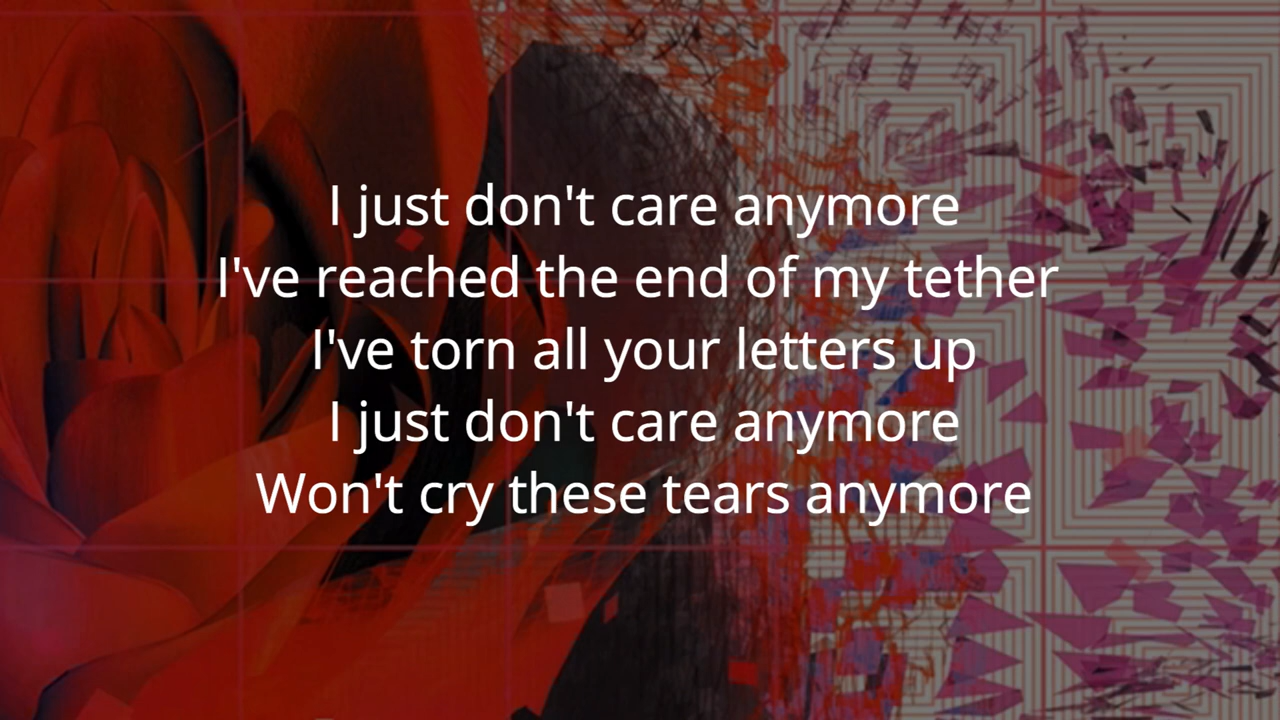 I just don't care anymore
I've reached the end of my tether
I've torn all your letters up
I just don't care anymore
Won't cry these tears anymore